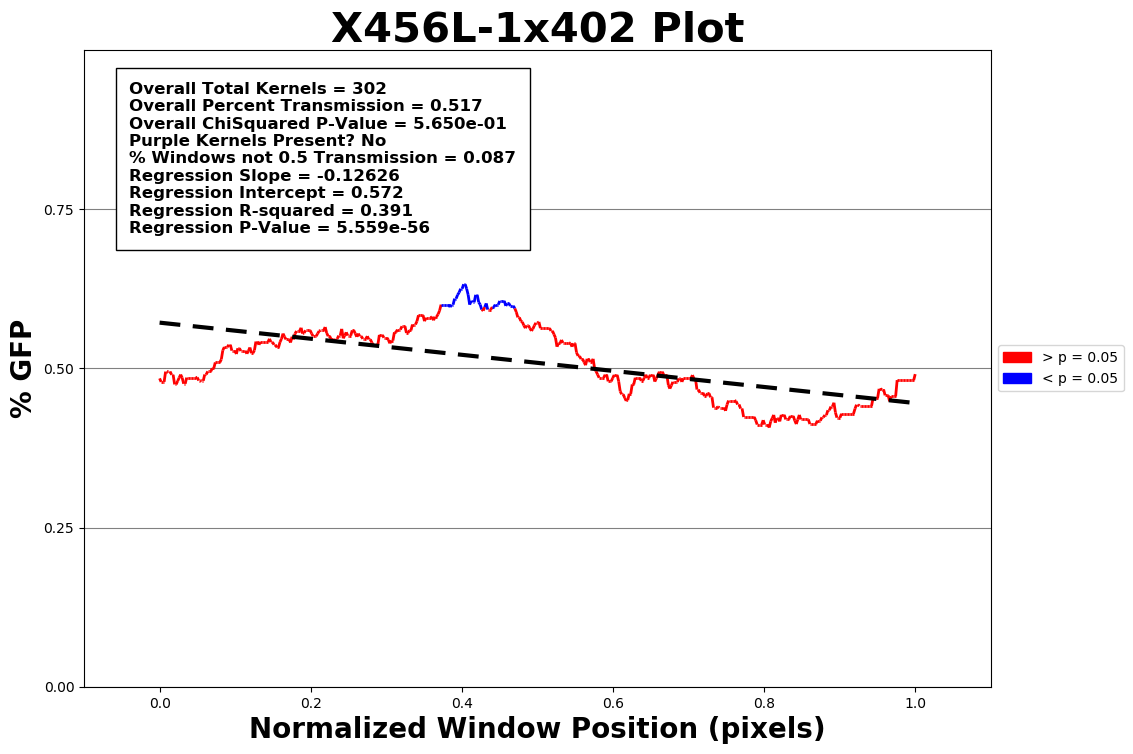 X456L-1x402 Plot
Overall Total Kernels = 302
Overall Percent Transmission = 0.517
Overall ChiSquared P-Value = 5.650e-01
Purple Kernels Present? No
% Windows not 0.5 Transmission = 0.087
Regression Slope = -0.12626
Regression Intercept = 0.572
Regression R-squared = 0.391
Regression P-Value = 5.559e-56
% GFP
0.75
0.50
0.25
0.00
> p = 0.05
< p = 0.05
0.0 0.2 0.4 0.6 0.8 1.0
Normalized Window Position (pixels)